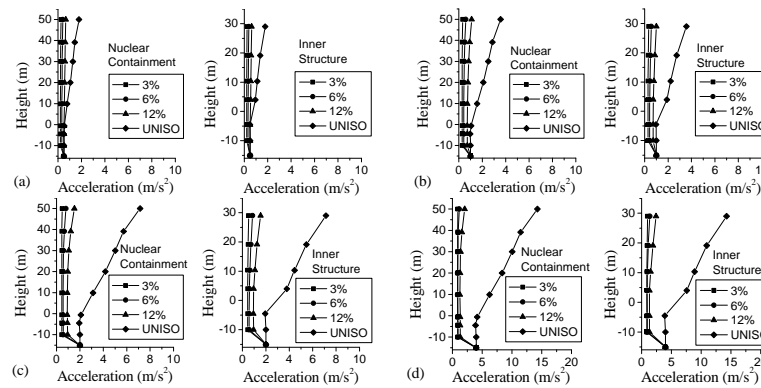 50
40
30
20
10
0
-10
Height (m)
Nuclear
Containment
3%
6%
12%
UNISO
0 2 4 6 8 10
Acceleration (m/s²)
(a)
30
20
10
0
-10
Height (m)
Inner
Structure
3%
6%
12%
UNISO
0 2 4 6 8 10
Acceleration (m/s²)
50
40
30
20
10
0
-10
Height (m)
Nuclear
Containment
3%
6%
12%
UNISO
0 2 4 6 8 10
Acceleration (m/s²)
(b)
30
20
10
0
-10
Height (m)
Inner
Structure
3%
6%
12%
UNISO
0 2 4 6 8
Acceleration (m/s²)
50
40
30
20
10
0
-10
Height (m)
Nuclear
Containment
3%
6%
12%
UNISO
0 2 4 6 8 10
Acceleration (m/s²)
(c)
30
20
10
0
-10
Height (m)
Inner
Structure
3%
6%
12%
UNISO
0 2 4 6 8 10
Acceleration (m/s²)
50
40
30
20
10
0
-10
Height (m)
Nuclear
Containment
3%
6%
12%
UNISO
0 5 10 15 20
Acceleration (m/s²)
(d)
30
20
10
0
-10
Height (m)
Inner
Structure
3%
6%
12%
UNISO
0 5 10 15 20
Acceleration (m/s²)